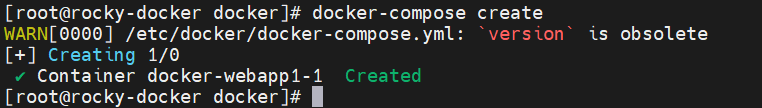 [root@rocky-docker docker]# docker-compose create
WARN[0000] /etc/docker/docker-compose.yml: `version` is obsolete
[+] Creating 1/0
✔ Container docker-webapp1-1  Created
[root@rocky-docker docker]#